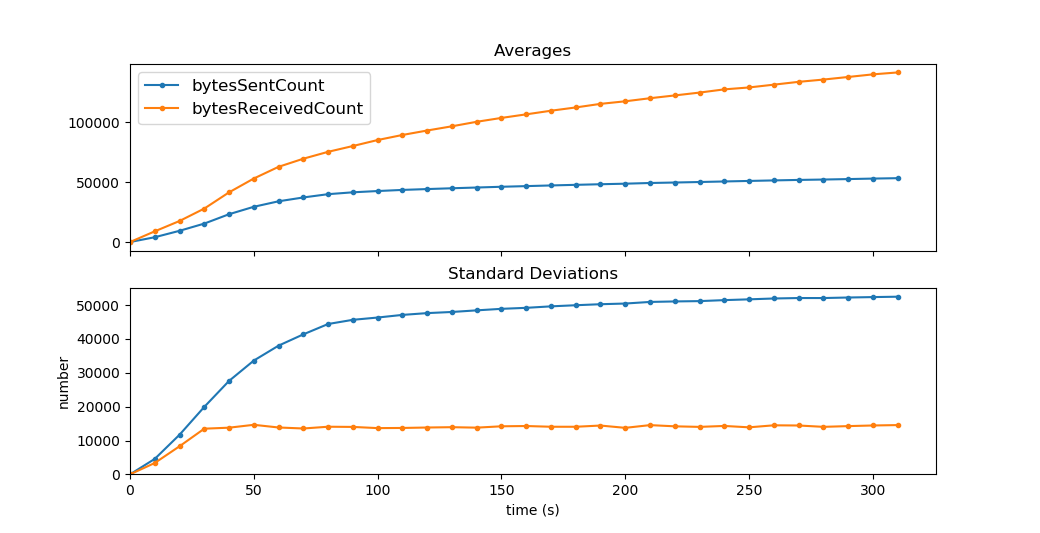 Averages
bytesSentCount
bytesReceivedCount
100000
50000
0
Standard Deviations
50000
40000
30000
20000
10000
0
number
0 50 100 150 200 250 300
time (s)